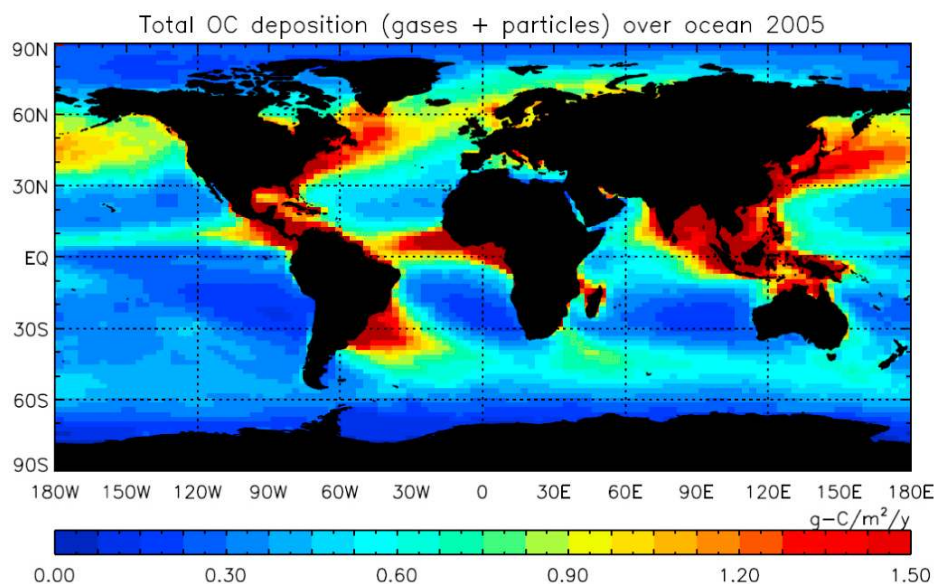 Total OC deposition (gases + particles) over ocean 2005
90N
60N
30N
EQ
30S
60S
90S
180W 150W 120W 90W 60W 30W 0 30E 60E 90E 120E 150E 180E
g-C/m²/y
0.00 0.30 0.60 0.90 1.20 1.50